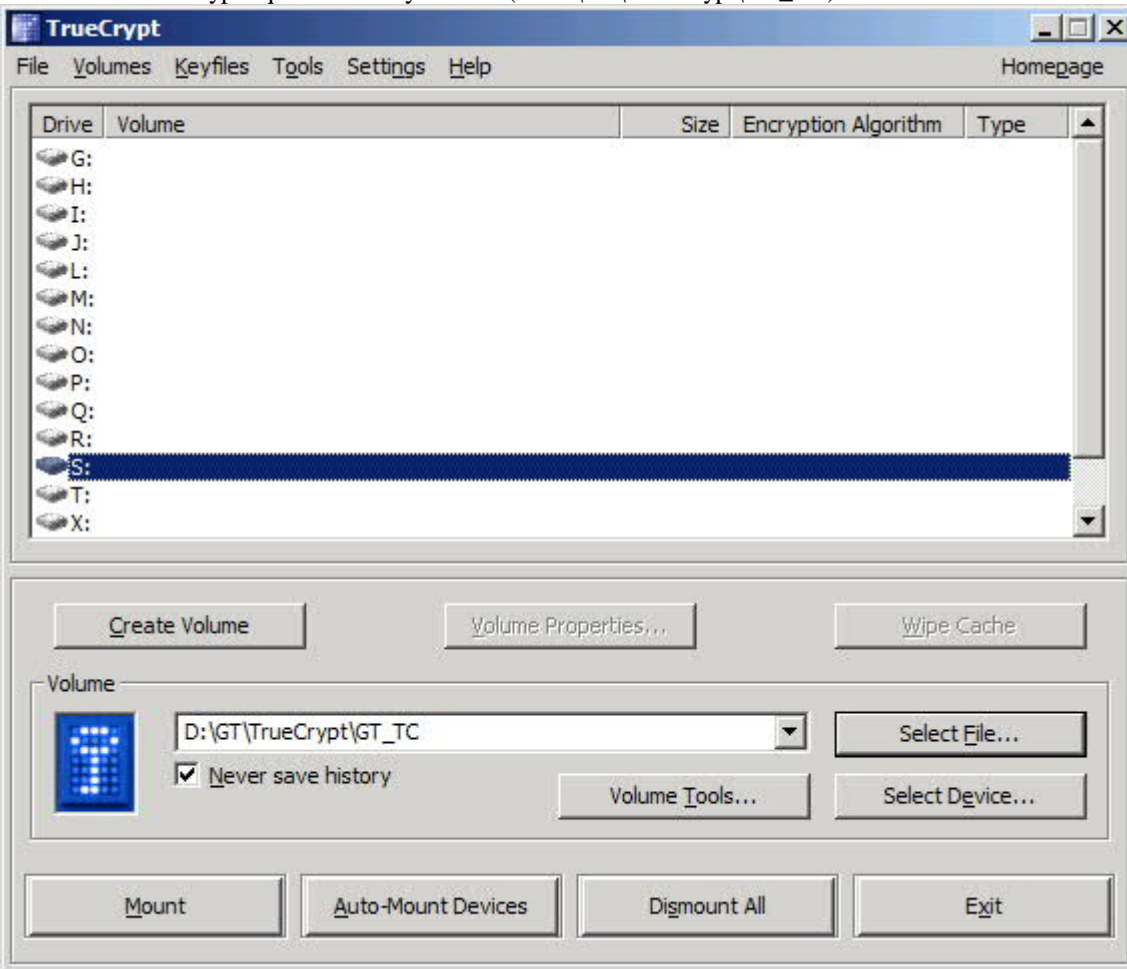 TrueCrypt
File Volumes Keyfiles Tools Settings Help Homepage
Drive Volume Size Encryption Algorithm Type
G:
H:
I:
J:
L:
M:
N:
O:
P:
Q:
R:
S:
T:
X:
Create Volume Volume Properties... Wipe Cache
Volume
D:\GT\TrueCrypt\GT_TC Select File...
Never save history
Volume Tools... Select Device...
Mount Auto-Mount Devices Dismount All Exit